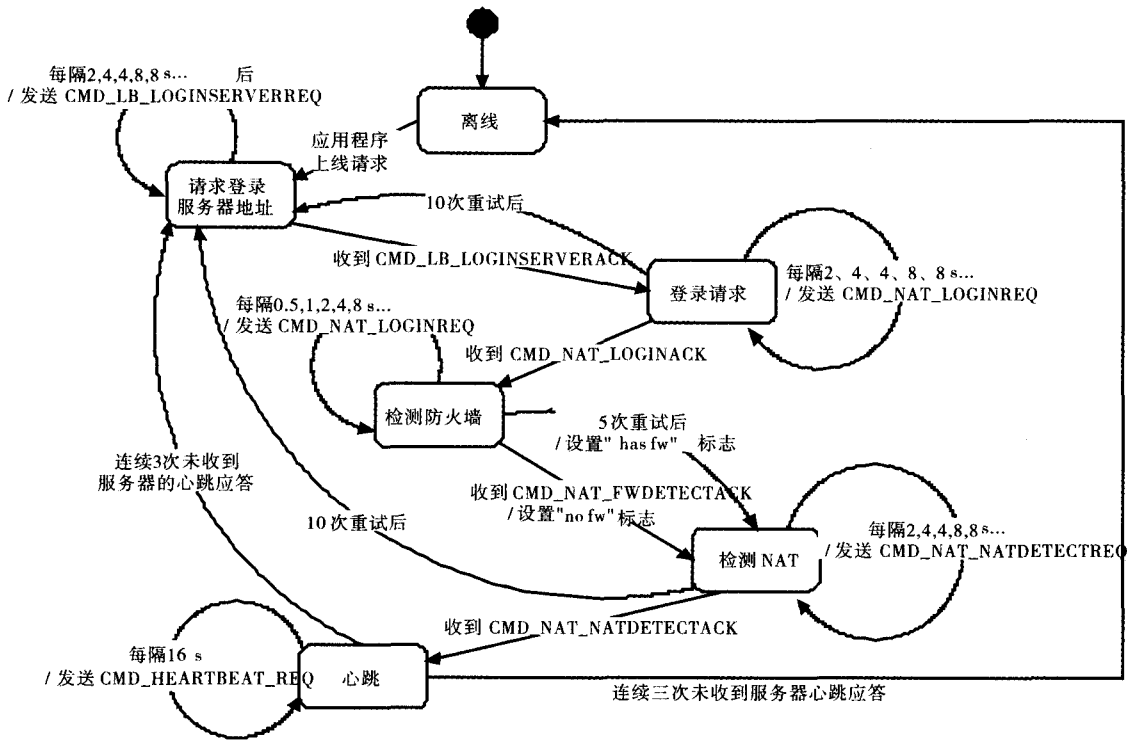 每隔2,4,4,8,8 s… 后
/ 发送 CMD_LB_LOGINSERVERREQ
离线
应用程序
上线请求
请求登录
服务器地址
10次重试后
收到 CMD_LB_LOGINSERVERACK
登录请求
每隔2、4、4、8、8 s…
/ 发送 CMD_NAT_LOGINREQ
每隔0.5,1,2,4,8 s…
/ 发送 CMD_NAT_LOGINREQ
收到 CMD_NAT_LOGINACK
检测防火墙
5次重试后
/设置" has fw" 标志
连续3次未收到
服务器的心跳应答
收到 CMD_NAT_FWDETECTACK
/设置"no fw"标志
10次重试后
每隔2,4,4,8,8s…
/ 发送 CMD_NAT_NATDETECTREQ
检测 NAT
收到 CMD_NAT_NATDETECTACK
每隔16 s
/ 发送 CMD_HEARTBEAT_REQ
心跳
连续三次未收到服务器心跳应答